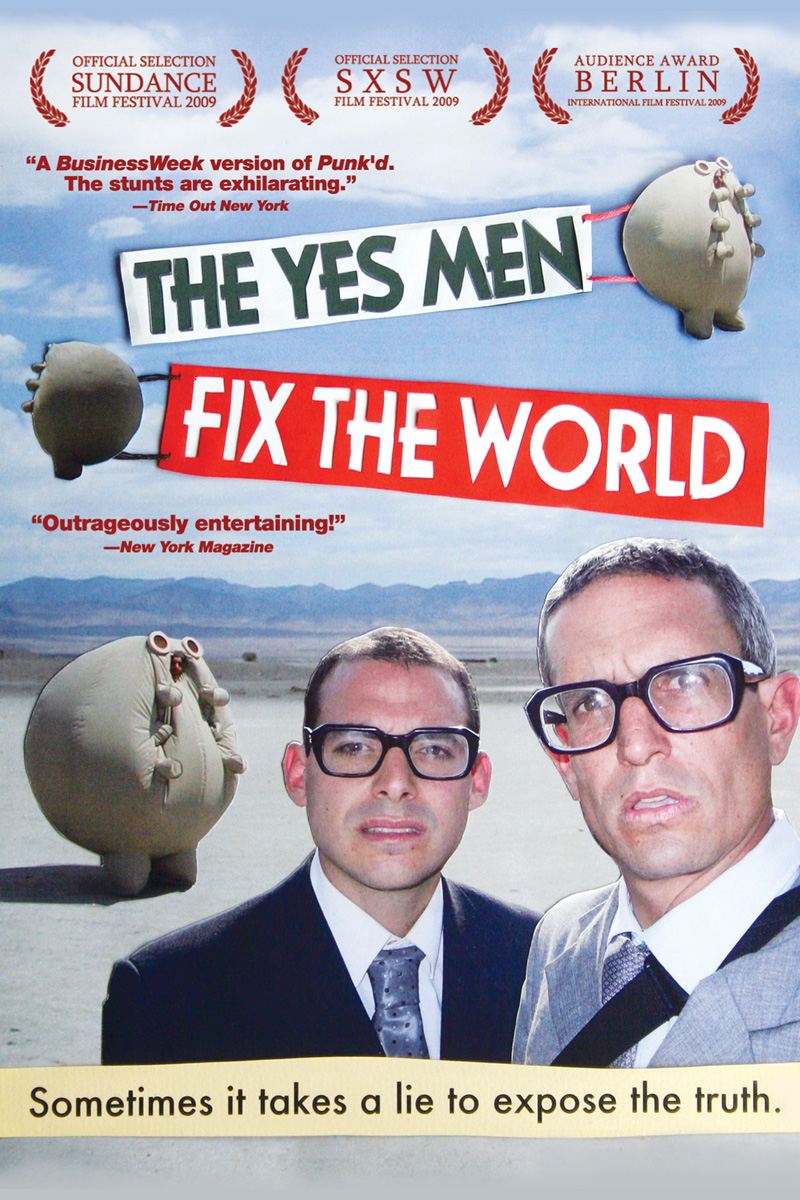 OFFICIAL SELECTION
SUNDANCE
FILM FESTIVAL 2009
OFFICIAL SELECTION
SXSW
FILM FESTIVAL 2009
AUDIENCE AWARD
BERLIN
INTERNATIONAL FILM FESTIVAL 2009
“A BusinessWeek version of Punk'd.
The stunts are exhilarating.”
—Time Out New York
THE YES MEN
FIX THE WORLD
“Outrageously entertaining!”
—New York Magazine
Sometimes it takes a lie to expose the truth.